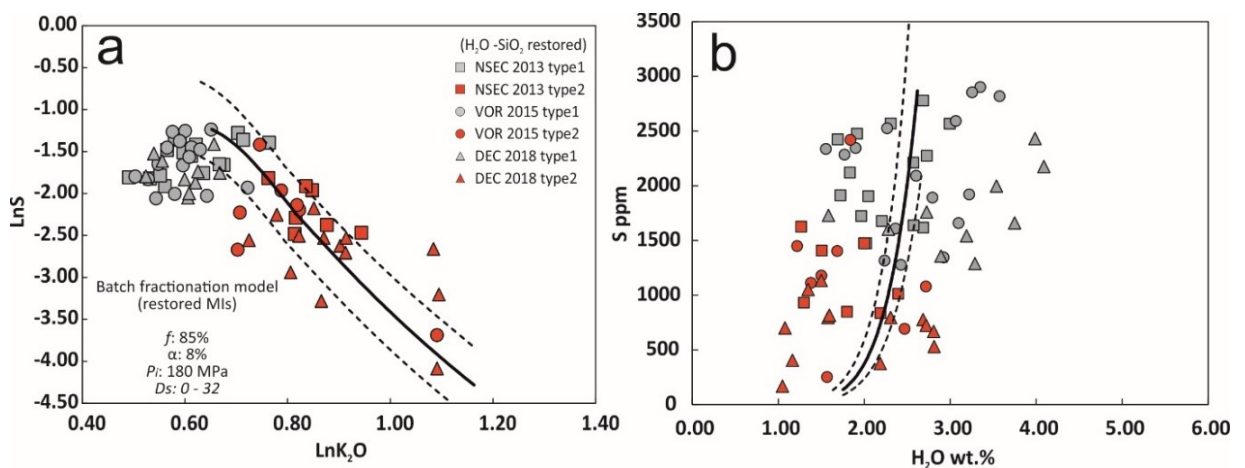 a
0.00
-0.50
-1.00
-1.50
-2.00
-2.50
-3.00
-3.50
-4.00
-4.50
LnS
0.40
0.60
0.80
1.00
1.20
1.40
LnK₂O
(H₂O -SiO₂ restored)
NSEC 2013 type1
NSEC 2013 type2
VOR 2015 type1
VOR 2015 type2
DEC 2018 type1
DEC 2018 type2
Batch fractionation model
(restored MIs)
f: 85%
α: 8%
Pi: 180 MPa
Ds: 0 - 32
b
3500
3000
2500
2000
1500
1000
500
0
S ppm
0.00
1.00
2.00
3.00
4.00
5.00
6.00
H₂O wt.%